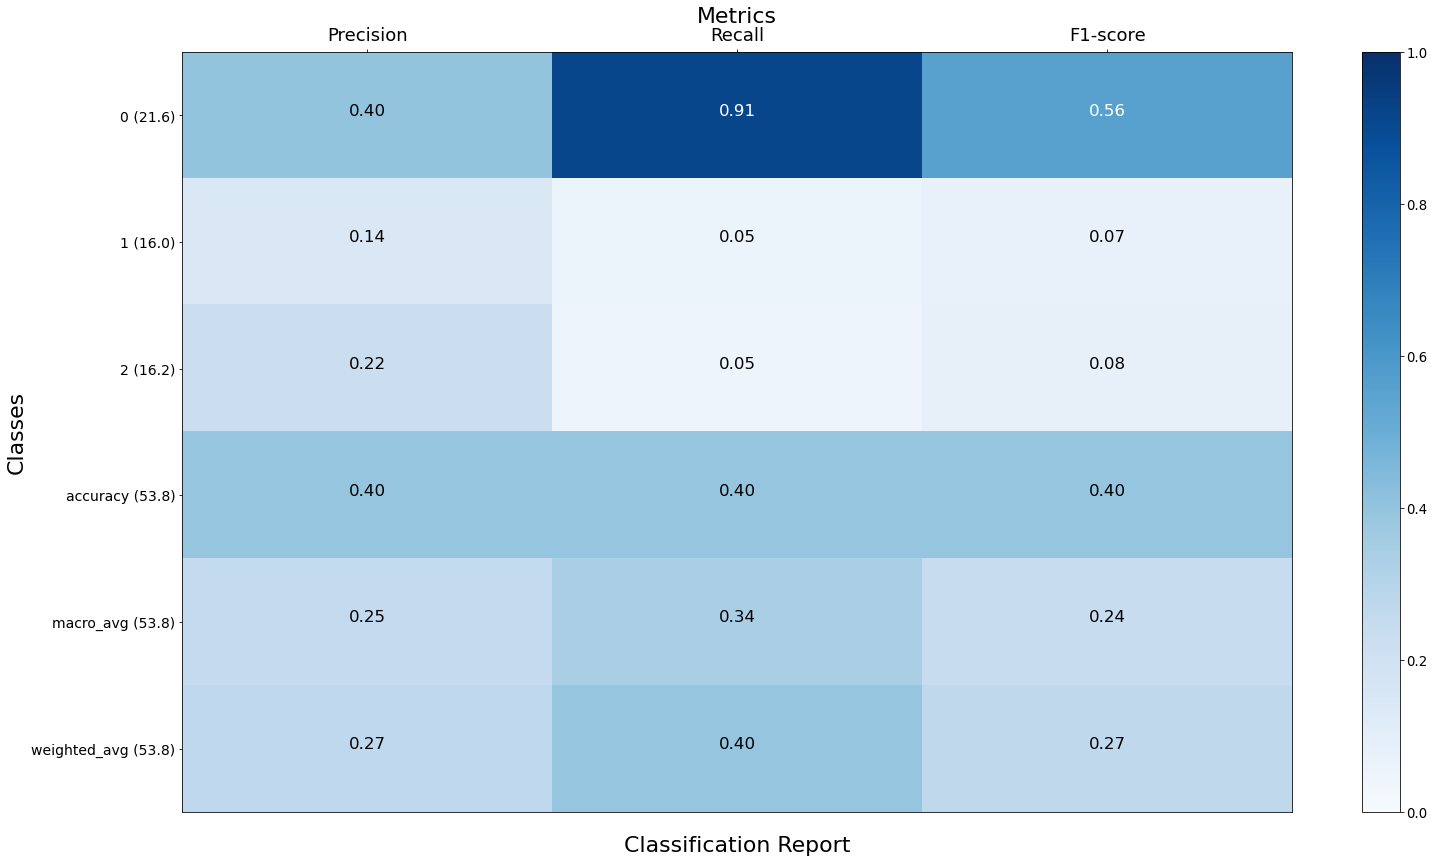 Metrics
Precision Recall F1-score
0 (21.6) 0.40 0.91 0.56
1 (16.0) 0.14 0.05 0.07
2 (16.2) 0.22 0.05 0.08
accuracy (53.8) 0.40 0.40 0.40
macro_avg (53.8) 0.25 0.34 0.24
weighted_avg (53.8) 0.27 0.40 0.27
Classes
Classification Report
1.0
0.8
0.6
0.4
0.2
0.0